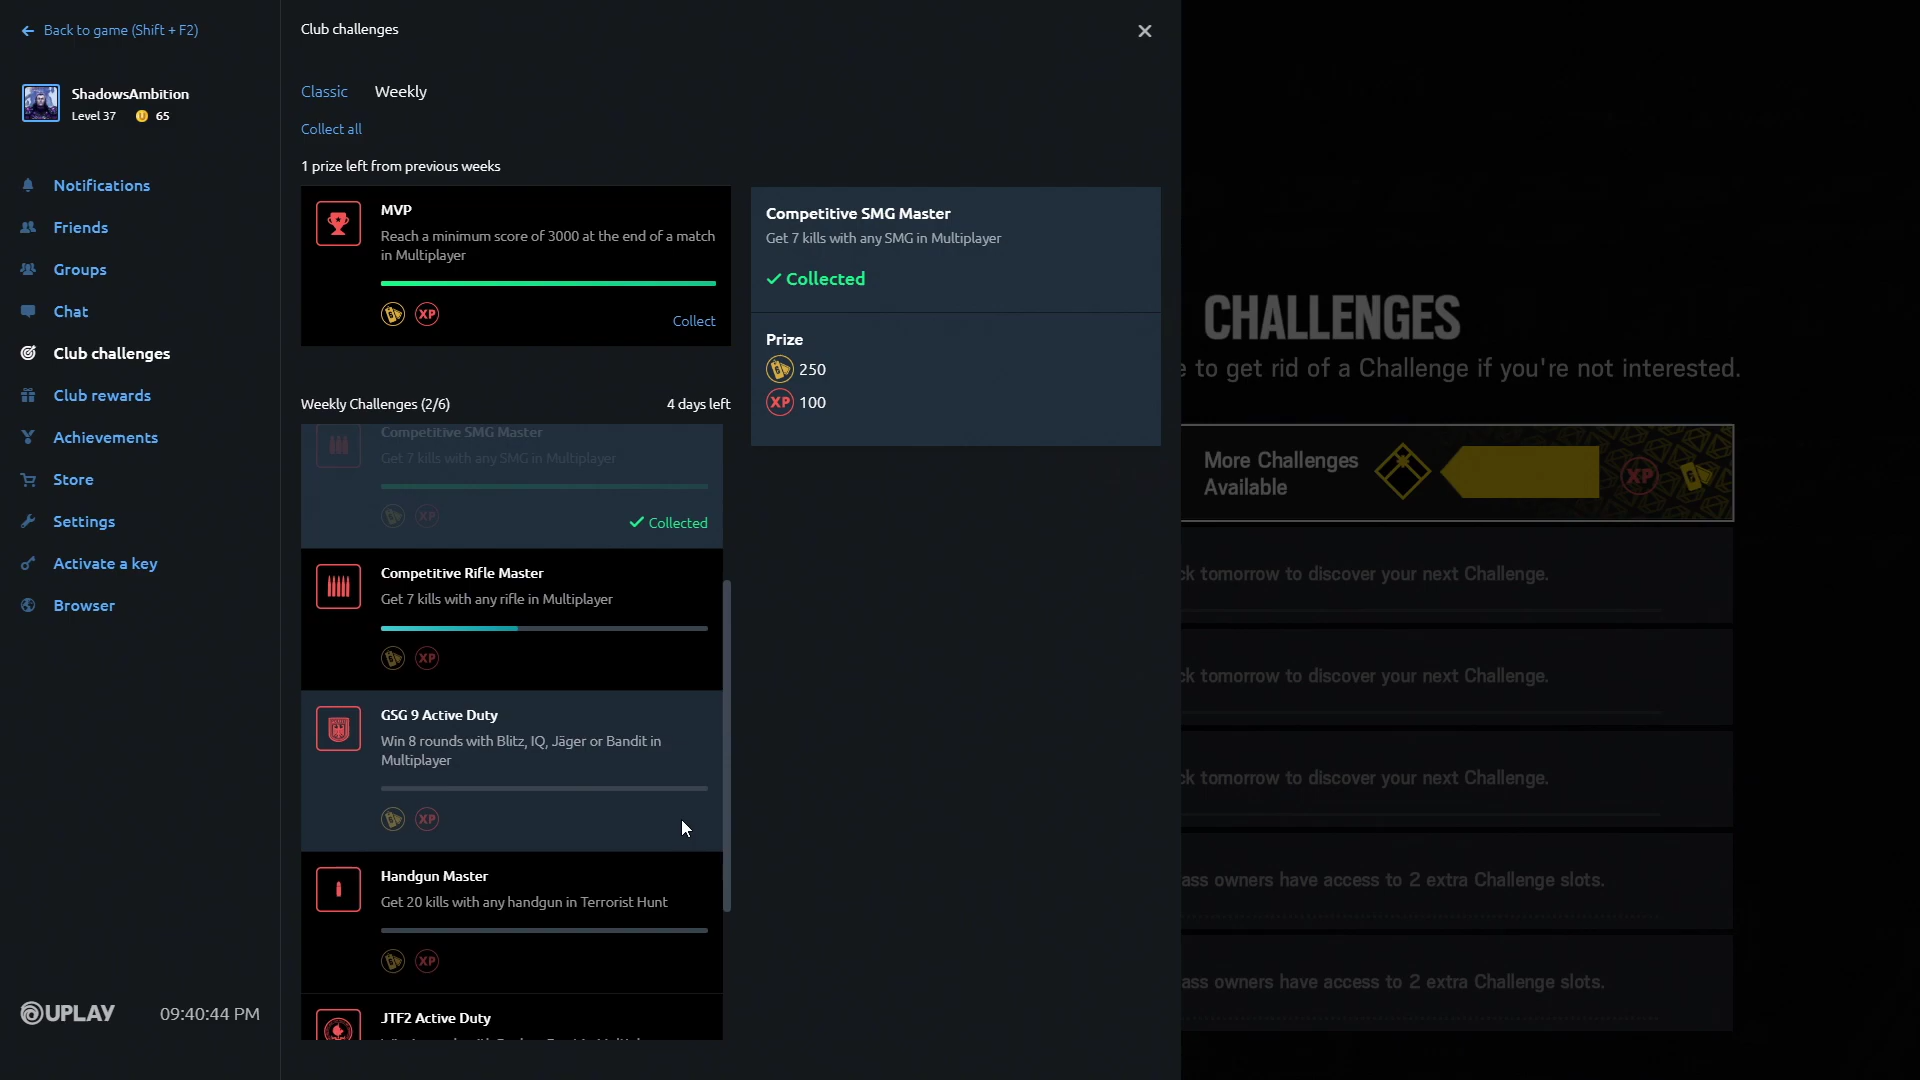 Back to game (Shift + F2)
ShadowsAmbition
Level 37
65
Notifications
Friends
Groups
Chat
Club challenges
Club rewards
Achievements
Store
Settings
Activate a key
Browser
UPLAY
09:40:44 PM
Club challenges
Classic
Weekly
Collect all
1 prize left from previous weeks
MVP
Reach a minimum score of 3000 at the end of a match
in Multiplayer
XP
Collect
Weekly Challenges (2/6)
4 days left
Competitive SMG Master
Get 7 kills with any SMG in Multiplayer
XP
Collected
Competitive Rifle Master
Get 7 kills with any rifle in Multiplayer
XP
GSG 9 Active Duty
Win 8 rounds with Blitz, IQ, Jäger or Bandit in
Multiplayer
XP
Handgun Master
Get 20 kills with any handgun in Terrorist Hunt
XP
JTF2 Active Duty
Competitive SMG Master
Get 7 kills with any SMG in Multiplayer
Collected
Prize
250
XP 100
CHALLENGES
e to get rid of a Challenge if you're not interested.
More Challenges
Available
XP
ck tomorrow to discover your next Challenge.
ck tomorrow to discover your next Challenge.
ck tomorrow to discover your next Challenge.
ass owners have access to 2 extra Challenge slots.
ass owners have access to 2 extra Challenge slots.